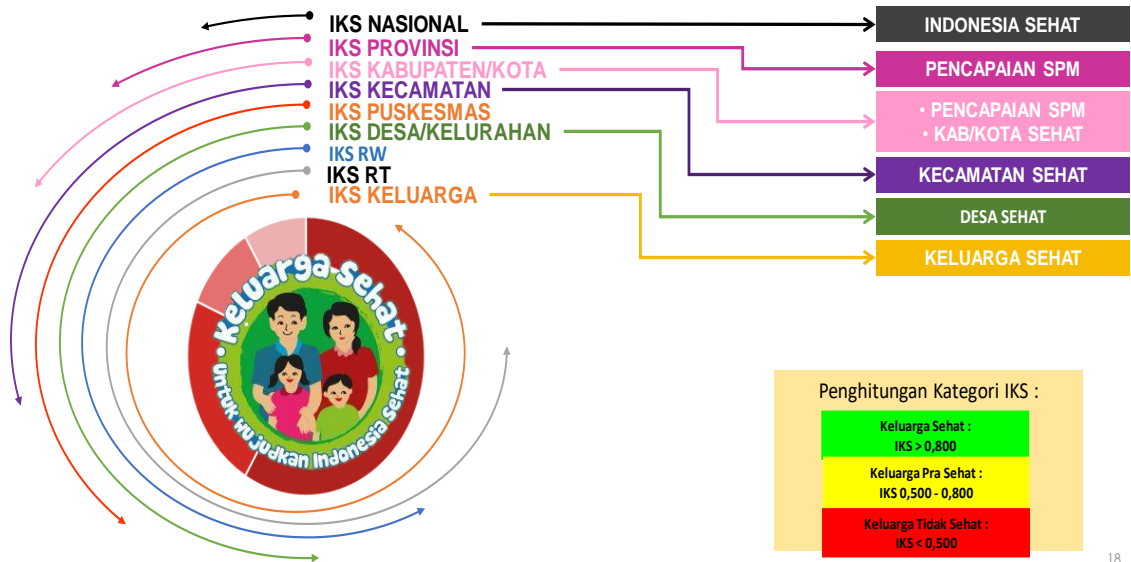 IKS NASIONAL
IKS PROVINSI
IKS KABUPATEN/KOTA
IKS KECAMATAN
IKS PUSKESMAS
IKS DESA/KELURAHAN
IKS RW
IKS RT
IKS KELUARGA
INDONESIA SEHAT
PENCAPAIAN SPM
• PENCAPAIAN SPM
• KAB/KOTA SEHAT
KECAMATAN SEHAT
DESA SEHAT
KELUARGA SEHAT
Keluarga Sehat
• Untuk wujudkan Indonesia Sehat •
Penghitungan Kategori IKS :
Keluarga Sehat :
IKS > 0,800
Keluarga Pra Sehat :
IKS 0,500 - 0,800
Keluarga Tidak Sehat :
IKS < 0,500
18